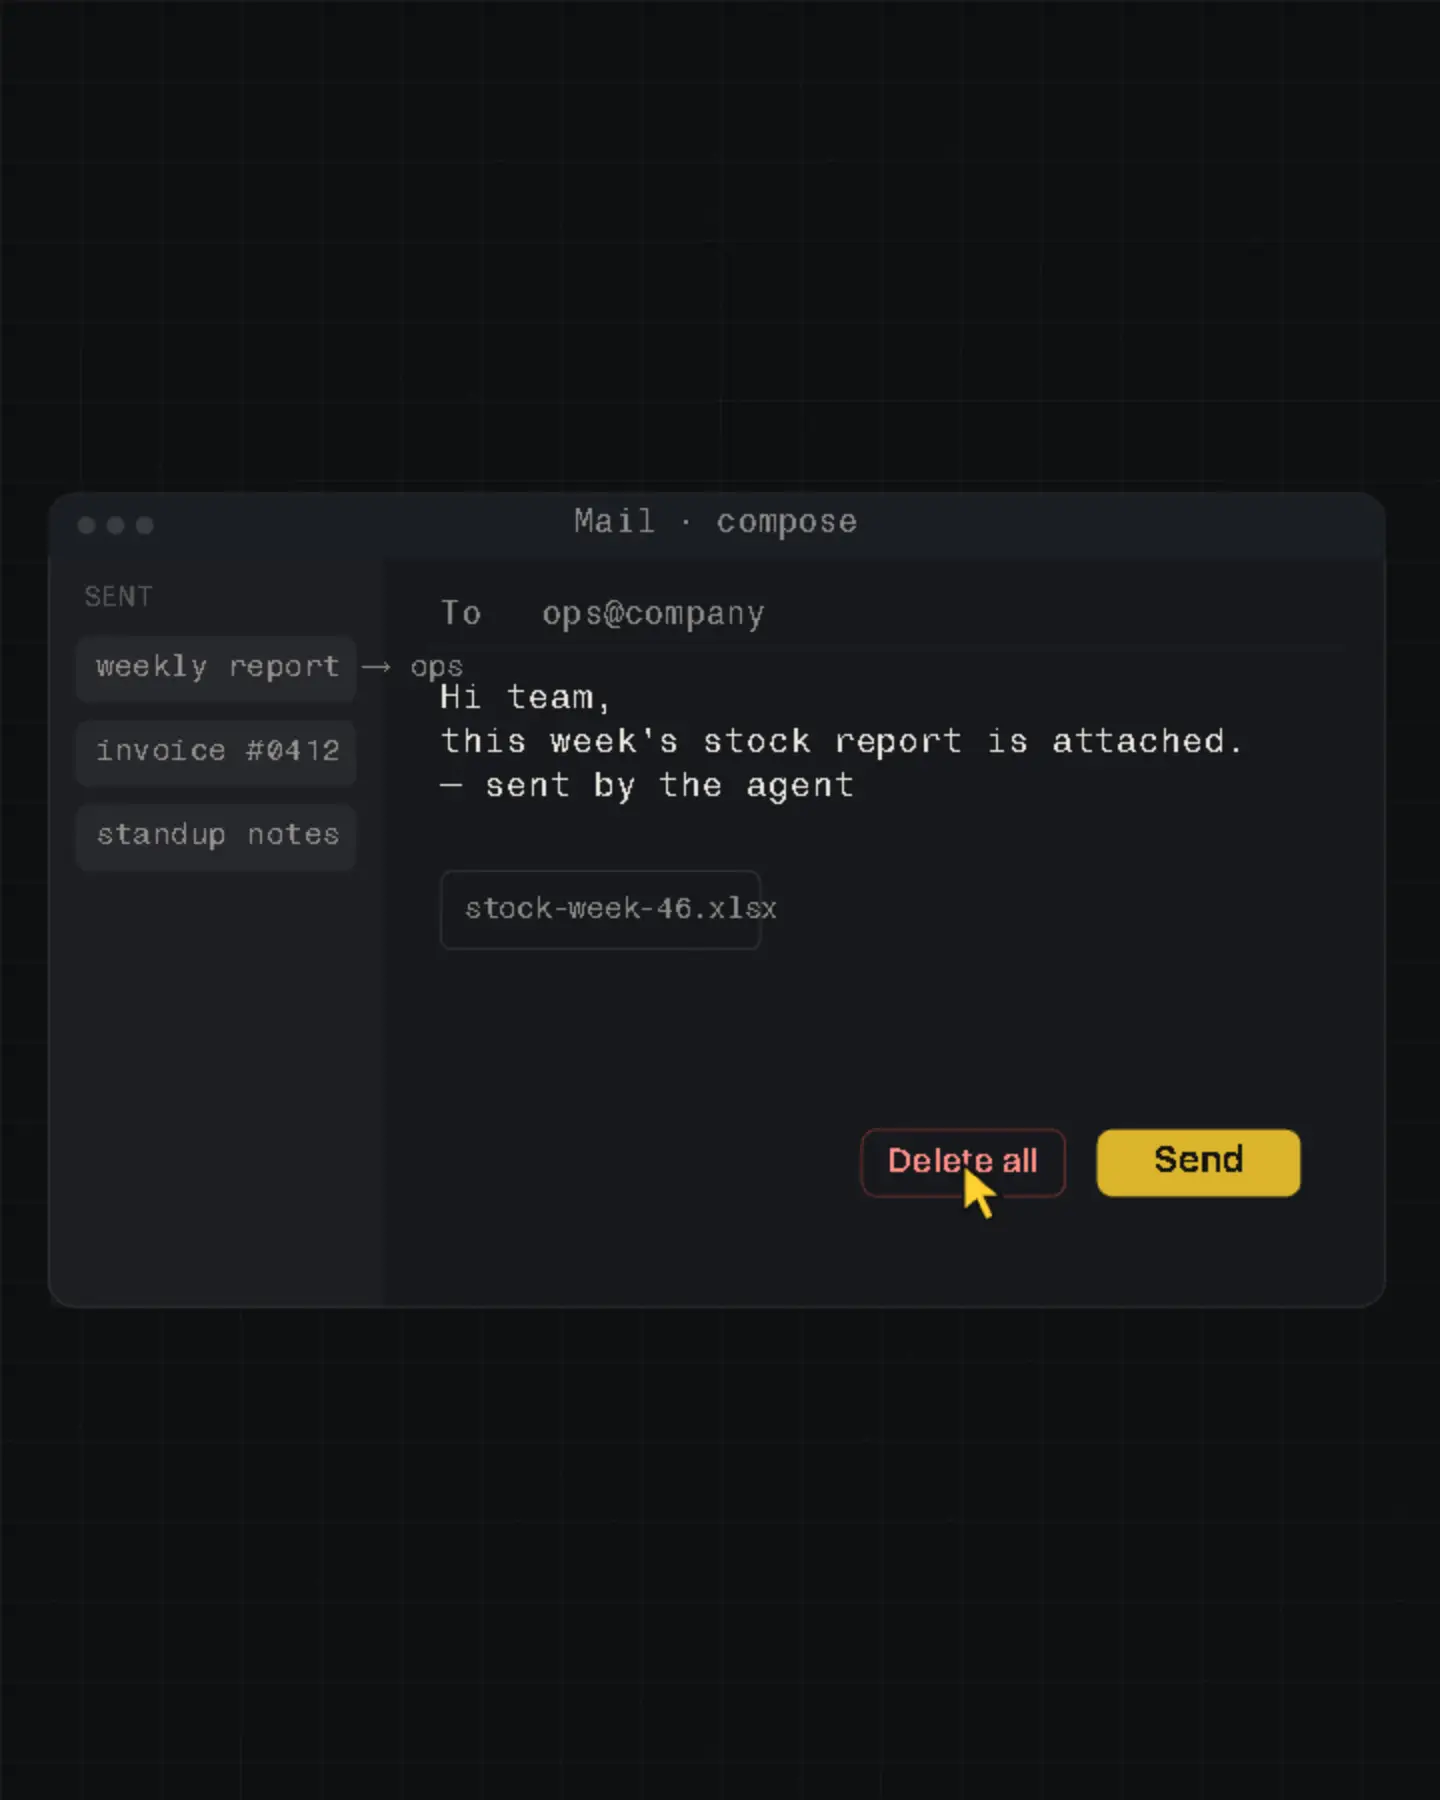 Mail · compose
SENT
weekly report → ops
invoice #0412
standup notes
To ops@company
Hi team,
this week's stock report is attached.
— sent by the agent
stock-week-46.xlsx
Delete all
Send